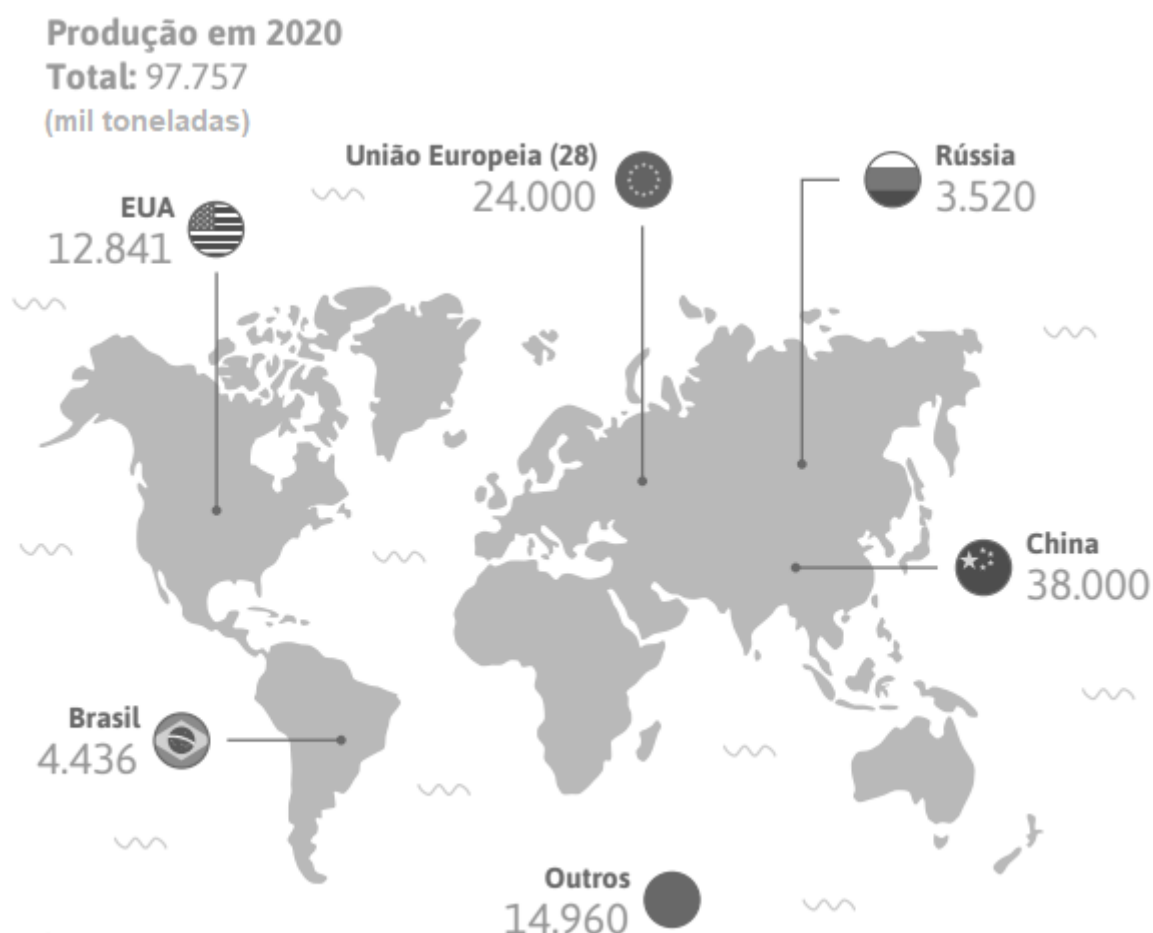 Produção em 2020
Total: 97.757
(mil toneladas)
União Europeia (28)
24.000
Rússia
3.520
EUA
12.841
China
38.000
Brasil
4.436
Outros
14.960